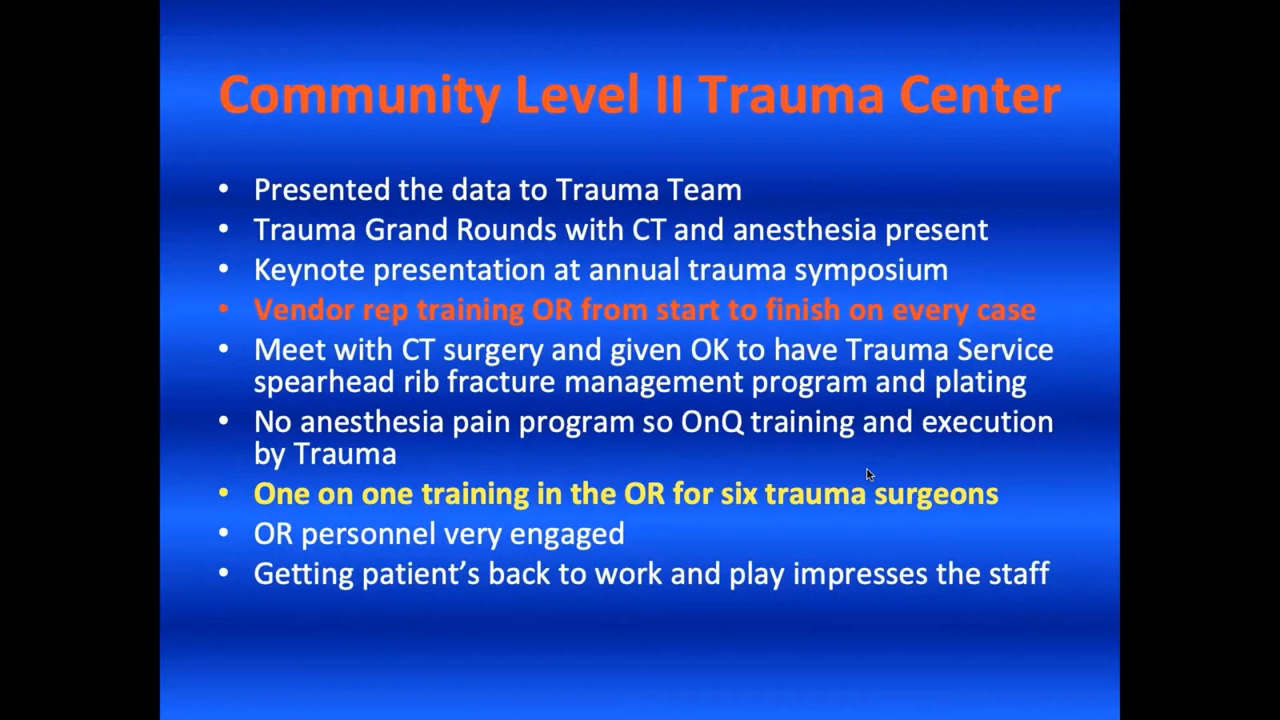 Community Level II Trauma Center
• Presented the data to Trauma Team
• Trauma Grand Rounds with CT and anesthesia present
• Keynote presentation at annual trauma symposium
• Vendor rep training OR from start to finish on every case
• Meet with CT surgery and given OK to have Trauma Service
spearhead rib fracture management program and plating
• No anesthesia pain program so OnQ training and execution
by Trauma
• One on one training in the OR for six trauma surgeons
• OR personnel very engaged
• Getting patient’s back to work and play impresses the staff